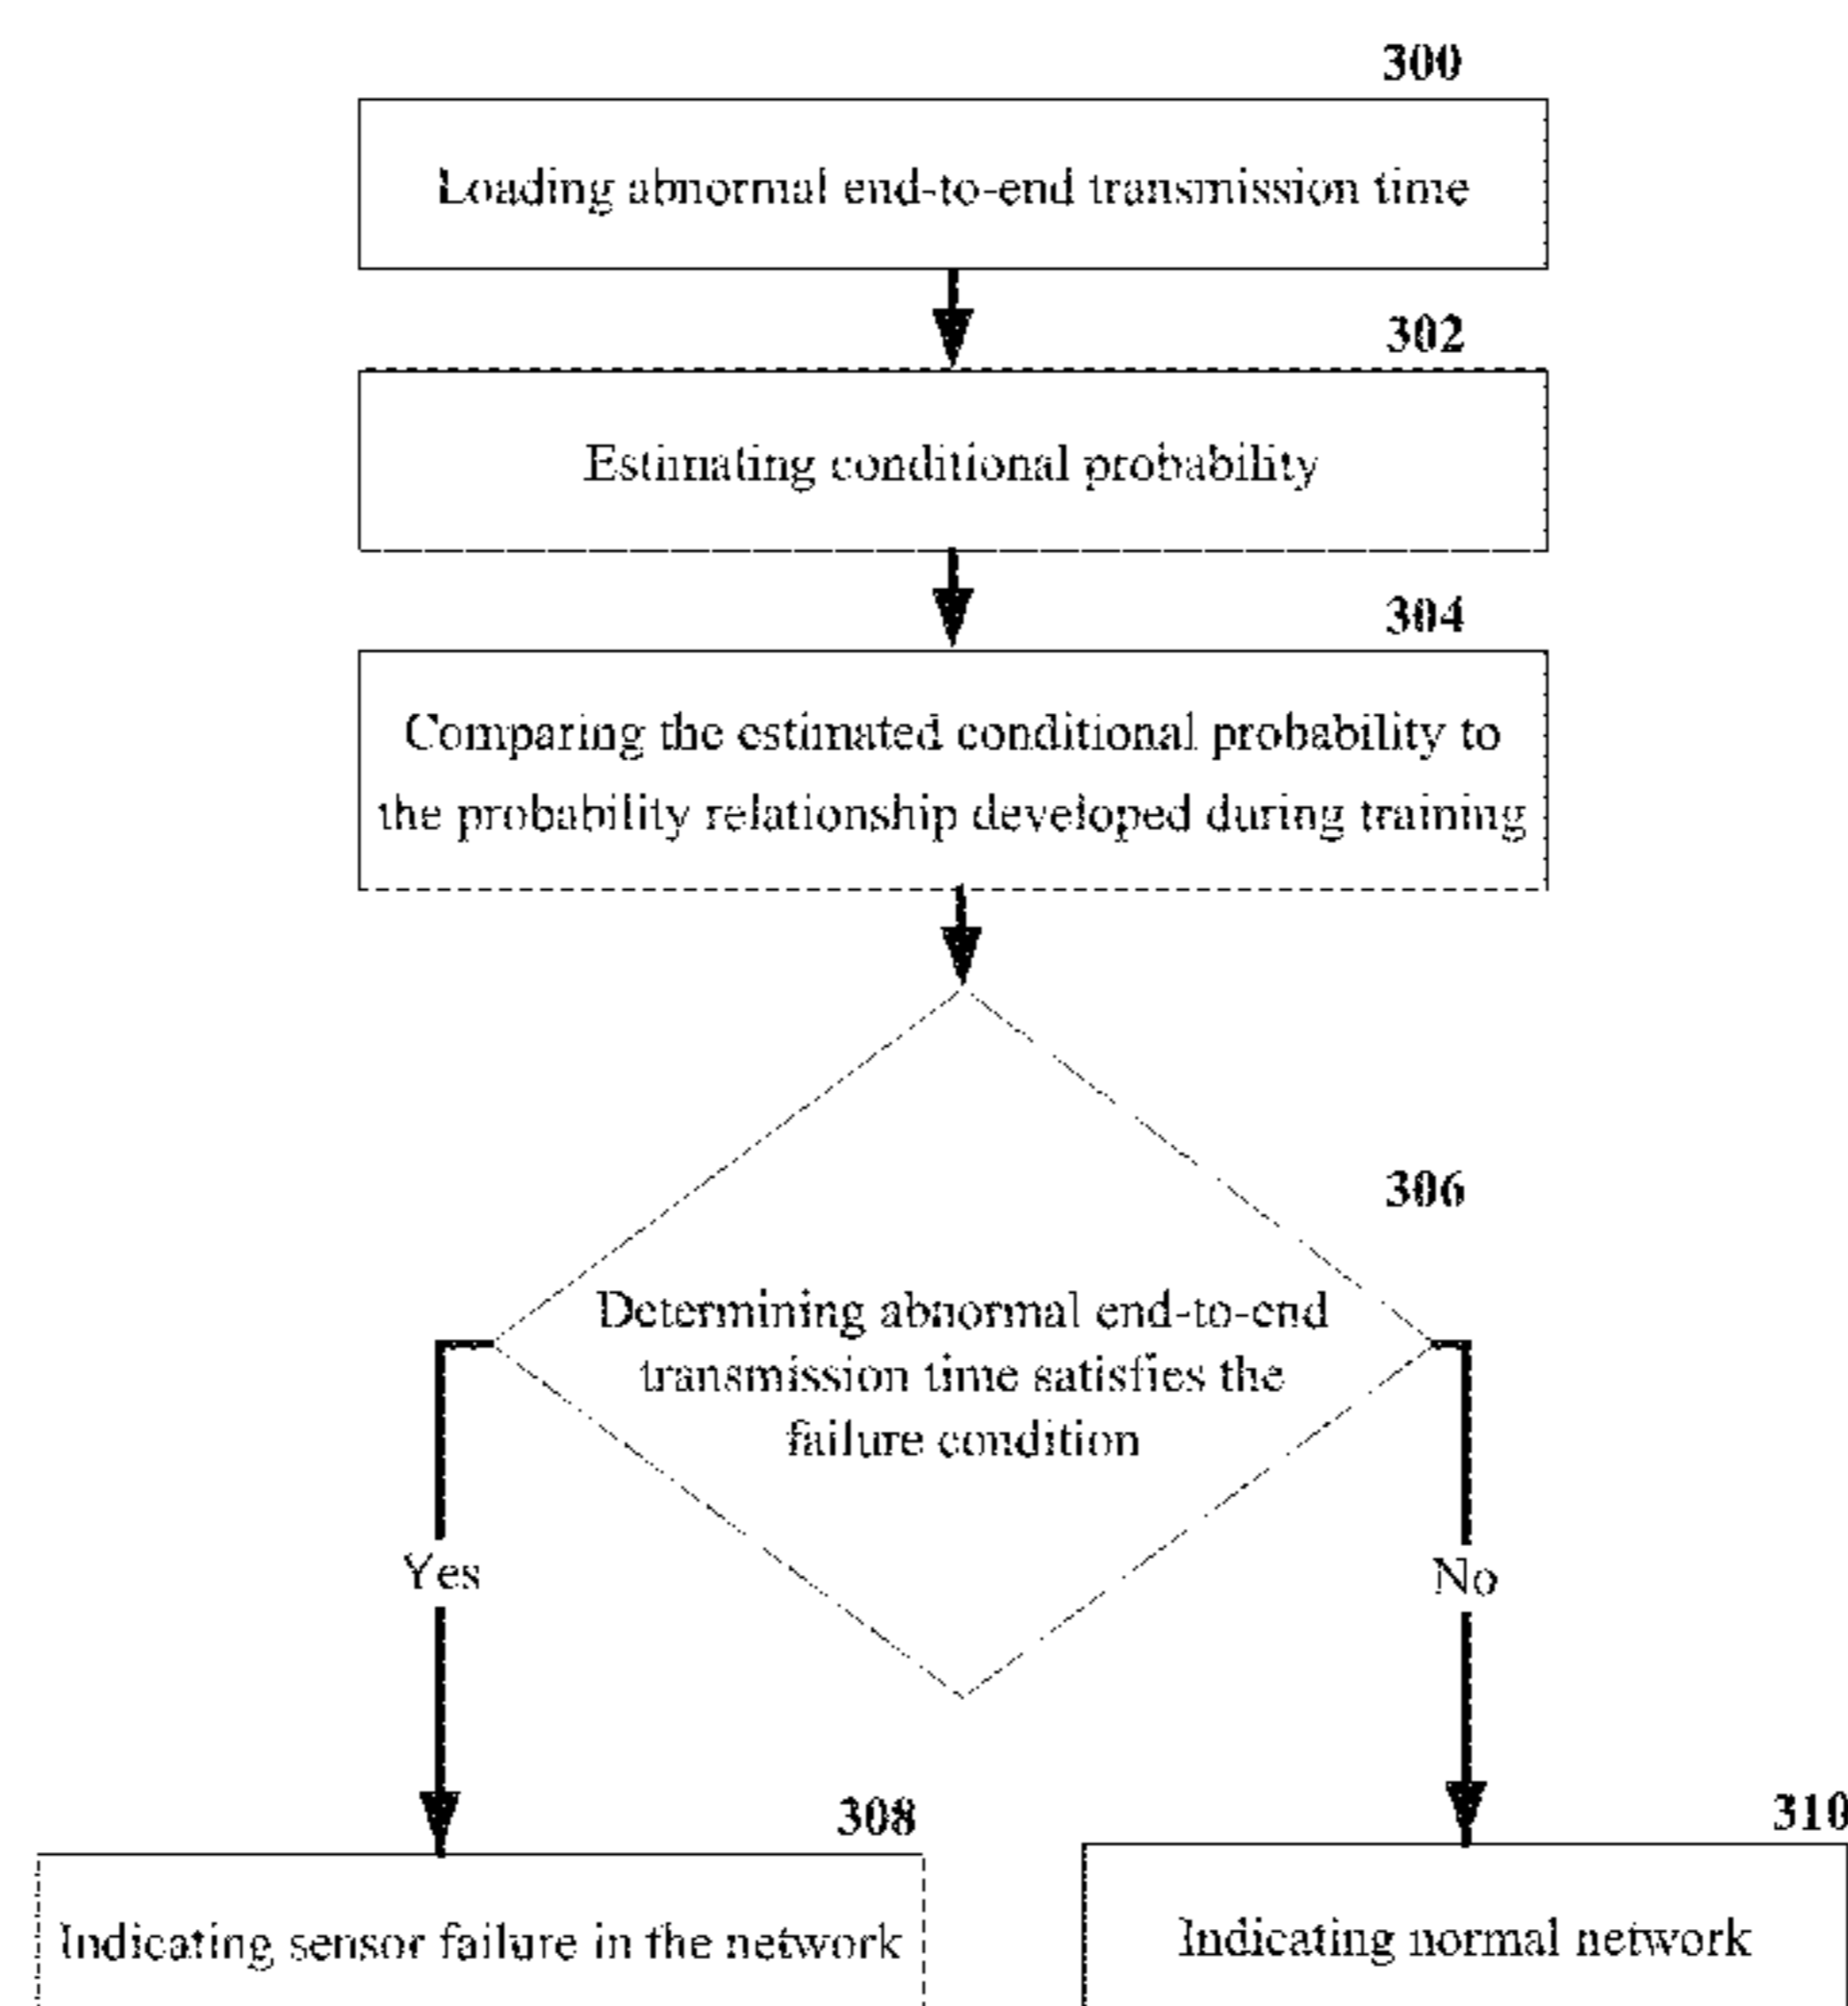 300
Loading abnormal end-to-end transmission time
302
Estimating conditional probability
304
Comparing the estimated conditional probability to
the probability relationship developed during training
306
Determining abnormal end-to-end
transmission time satisfies the
failure condition
Yes
No
308
310
Indicating sensor failure in the network
Indicating normal network